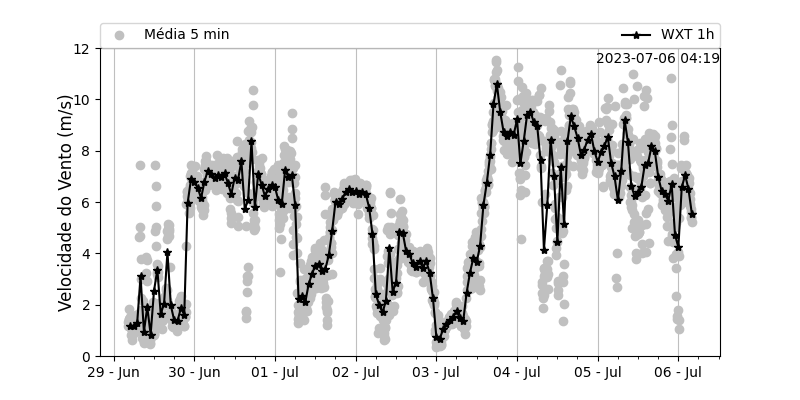 Média 5 min
WXT 1h
2023-07-06 04:19
Velocidade do Vento (m/s)
12
10
8
6
4
2
0
29 - Jun
30 - Jun
01 - Jul
02 - Jul
03 - Jul
04 - Jul
05 - Jul
06 - Jul